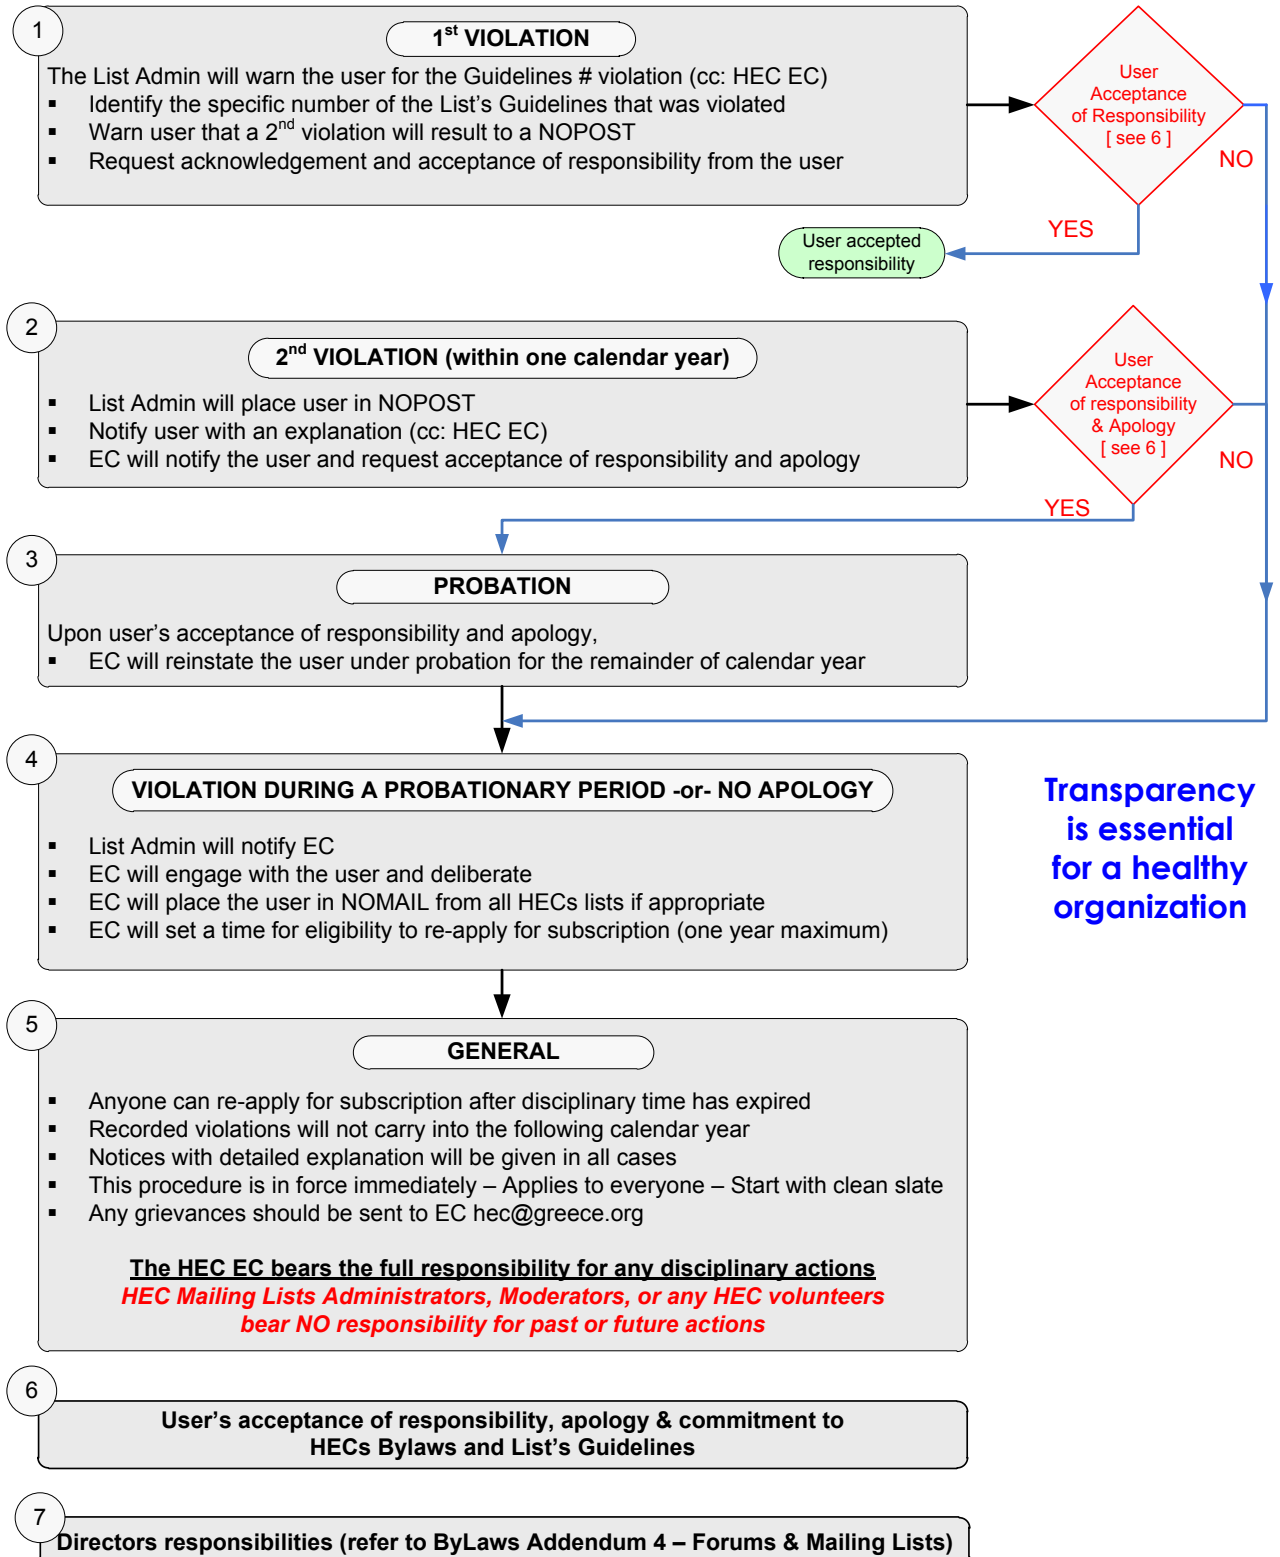 1
1st VIOLATION
The List Admin will warn the user for the Guidelines # violation (cc: HEC EC)
▪ Identify the specific number of the List's Guidelines that was violated
▪ Warn user that a 2nd violation will result to a NOPOST
▪ Request acknowledgement and acceptance of responsibility from the user
User
Acceptance
of Responsibility
[ see 6 ]
NO
YES
User accepted
responsibility
2
2nd VIOLATION (within one calendar year)
▪ List Admin will place user in NOPOST
▪ Notify user with an explanation (cc: HEC EC)
▪ EC will notify the user and request acceptance of responsibility and apology
User
Acceptance
of responsibility
& Apology
[ see 6 ]
NO
YES
3
PROBATION
Upon user's acceptance of responsibility and apology,
▪ EC will reinstate the user under probation for the remainder of calendar year
4
VIOLATION DURING A PROBATIONARY PERIOD -or- NO APOLOGY
▪ List Admin will notify EC
▪ EC will engage with the user and deliberate
▪ EC will place the user in NOMAIL from all HECs lists if appropriate
▪ EC will set a time for eligibility to re-apply for subscription (one year maximum)
Transparency
is essential
for a healthy
organization
5
GENERAL
▪ Anyone can re-apply for subscription after disciplinary time has expired
▪ Recorded violations will not carry into the following calendar year
▪ Notices with detailed explanation will be given in all cases
▪ This procedure is in force immediately – Applies to everyone – Start with clean slate
▪ Any grievances should be sent to EC hec@greece.org
The HEC EC bears the full responsibility for any disciplinary actions
HEC Mailing Lists Administrators, Moderators, or any HEC volunteers
bear NO responsibility for past or future actions
6
User's acceptance of responsibility, apology & commitment to
HECs Bylaws and List's Guidelines
7
Directors responsibilities (refer to ByLaws Addendum 4 – Forums & Mailing Lists)